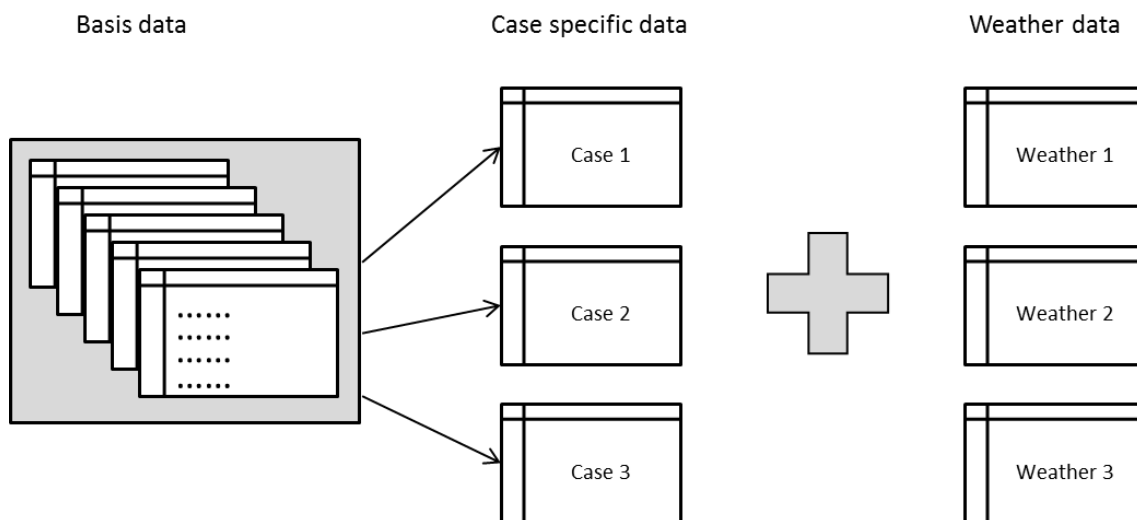 Basis data
Case specific data
Weather data
Case 1
Weather 1
......
......
......
......
Case 2
Weather 2
Case 3
Weather 3